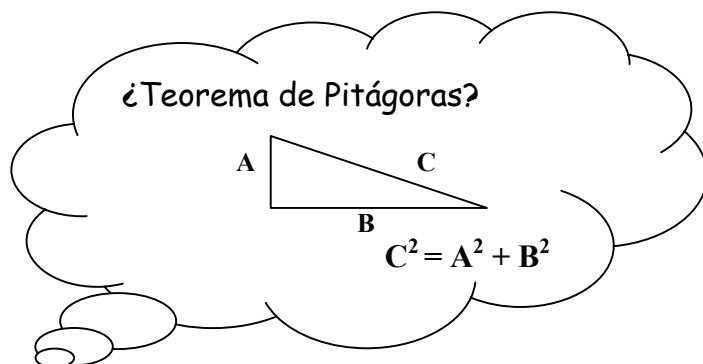 ¿Teorema de Pitágoras?
A
C
B
C² = A² + B²